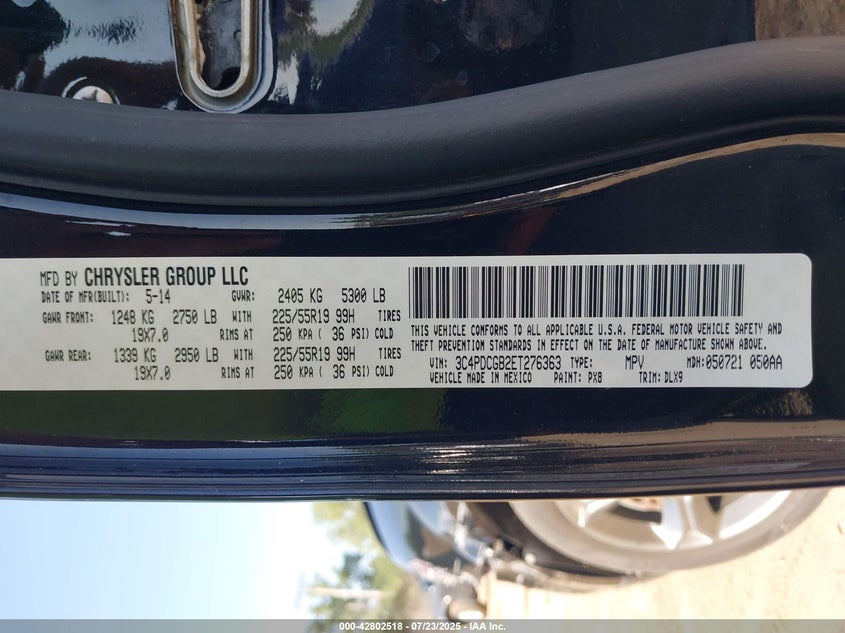 MFD BY CHRYSLER GROUP LLC
DATE OF MFR(BUILT): 5-14 GVWR: 2405 KG 5300 LB
GAWR FRONT: 1248 KG 2750 LB WITH 225/55R19 99H TIRES
19X7.0 RIMS AT 250 KPA ( 36 PSI) COLD
GAWR REAR: 1339 KG 2950 LB WITH 225/55R19 99H TIRES
19X7.0 RIMS AT 250 KPA ( 36 PSI) COLD
THIS VEHICLE CONFORMS TO ALL APPLICABLE U.S.A. FEDERAL MOTOR VEHICLE SAFETY AND
THEFT PREVENTION STANDARDS IN EFFECT ON THE DATE OF MANUFACTURE SHOWN ABOVE.
VIN: 3C4PDCGB2ET276363 TYPE: MPV MDH:050721 050AA
VEHICLE MADE IN MEXICO PAINT: PX8 TRIM: DLX9
000-42802518 - 07/23/2025 - IAA Inc.